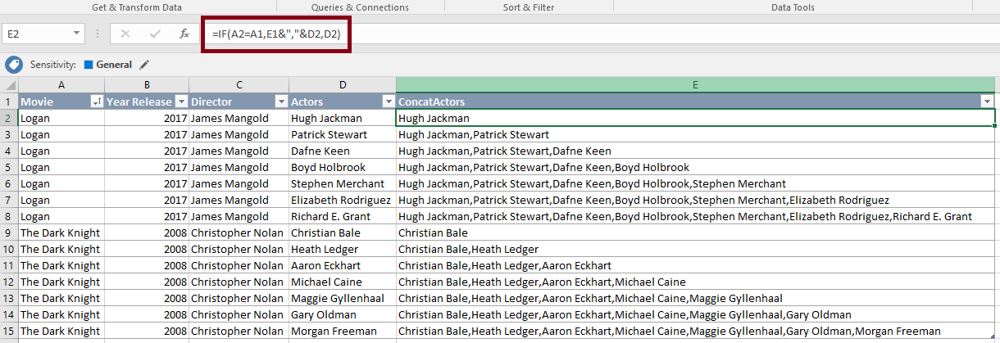 Get & Transform Data Queries & Connections Sort & Filter Data Tools
E2 fx =IF(A2=A1,E1&","&D2,D2)
Sensitivity: General
A B C D E
1 Movie Year Release Director Actors ConcatActors
2 Logan 2017 James Mangold Hugh Jackman Hugh Jackman
3 Logan 2017 James Mangold Patrick Stewart Hugh Jackman,Patrick Stewart
4 Logan 2017 James Mangold Dafne Keen Hugh Jackman,Patrick Stewart,Dafne Keen
5 Logan 2017 James Mangold Boyd Holbrook Hugh Jackman,Patrick Stewart,Dafne Keen,Boyd Holbrook
6 Logan 2017 James Mangold Stephen Merchant Hugh Jackman,Patrick Stewart,Dafne Keen,Boyd Holbrook,Stephen Merchant
7 Logan 2017 James Mangold Elizabeth Rodriguez Hugh Jackman,Patrick Stewart,Dafne Keen,Boyd Holbrook,Stephen Merchant,Elizabeth Rodriguez
8 Logan 2017 James Mangold Richard E. Grant Hugh Jackman,Patrick Stewart,Dafne Keen,Boyd Holbrook,Stephen Merchant,Elizabeth Rodriguez,Richard E. Grant
9 The Dark Knight 2008 Christopher Nolan Christian Bale Christian Bale
10 The Dark Knight 2008 Christopher Nolan Heath Ledger Christian Bale,Heath Ledger
11 The Dark Knight 2008 Christopher Nolan Aaron Eckhart Christian Bale,Heath Ledger,Aaron Eckhart
12 The Dark Knight 2008 Christopher Nolan Michael Caine Christian Bale,Heath Ledger,Aaron Eckhart,Michael Caine
13 The Dark Knight 2008 Christopher Nolan Maggie Gyllenhaal Christian Bale,Heath Ledger,Aaron Eckhart,Michael Caine,Maggie Gyllenhaal
14 The Dark Knight 2008 Christopher Nolan Gary Oldman Christian Bale,Heath Ledger,Aaron Eckhart,Michael Caine,Maggie Gyllenhaal,Gary Oldman
15 The Dark Knight 2008 Christopher Nolan Morgan Freeman Christian Bale,Heath Ledger,Aaron Eckhart,Michael Caine,Maggie Gyllenhaal,Gary Oldman,Morgan Freeman